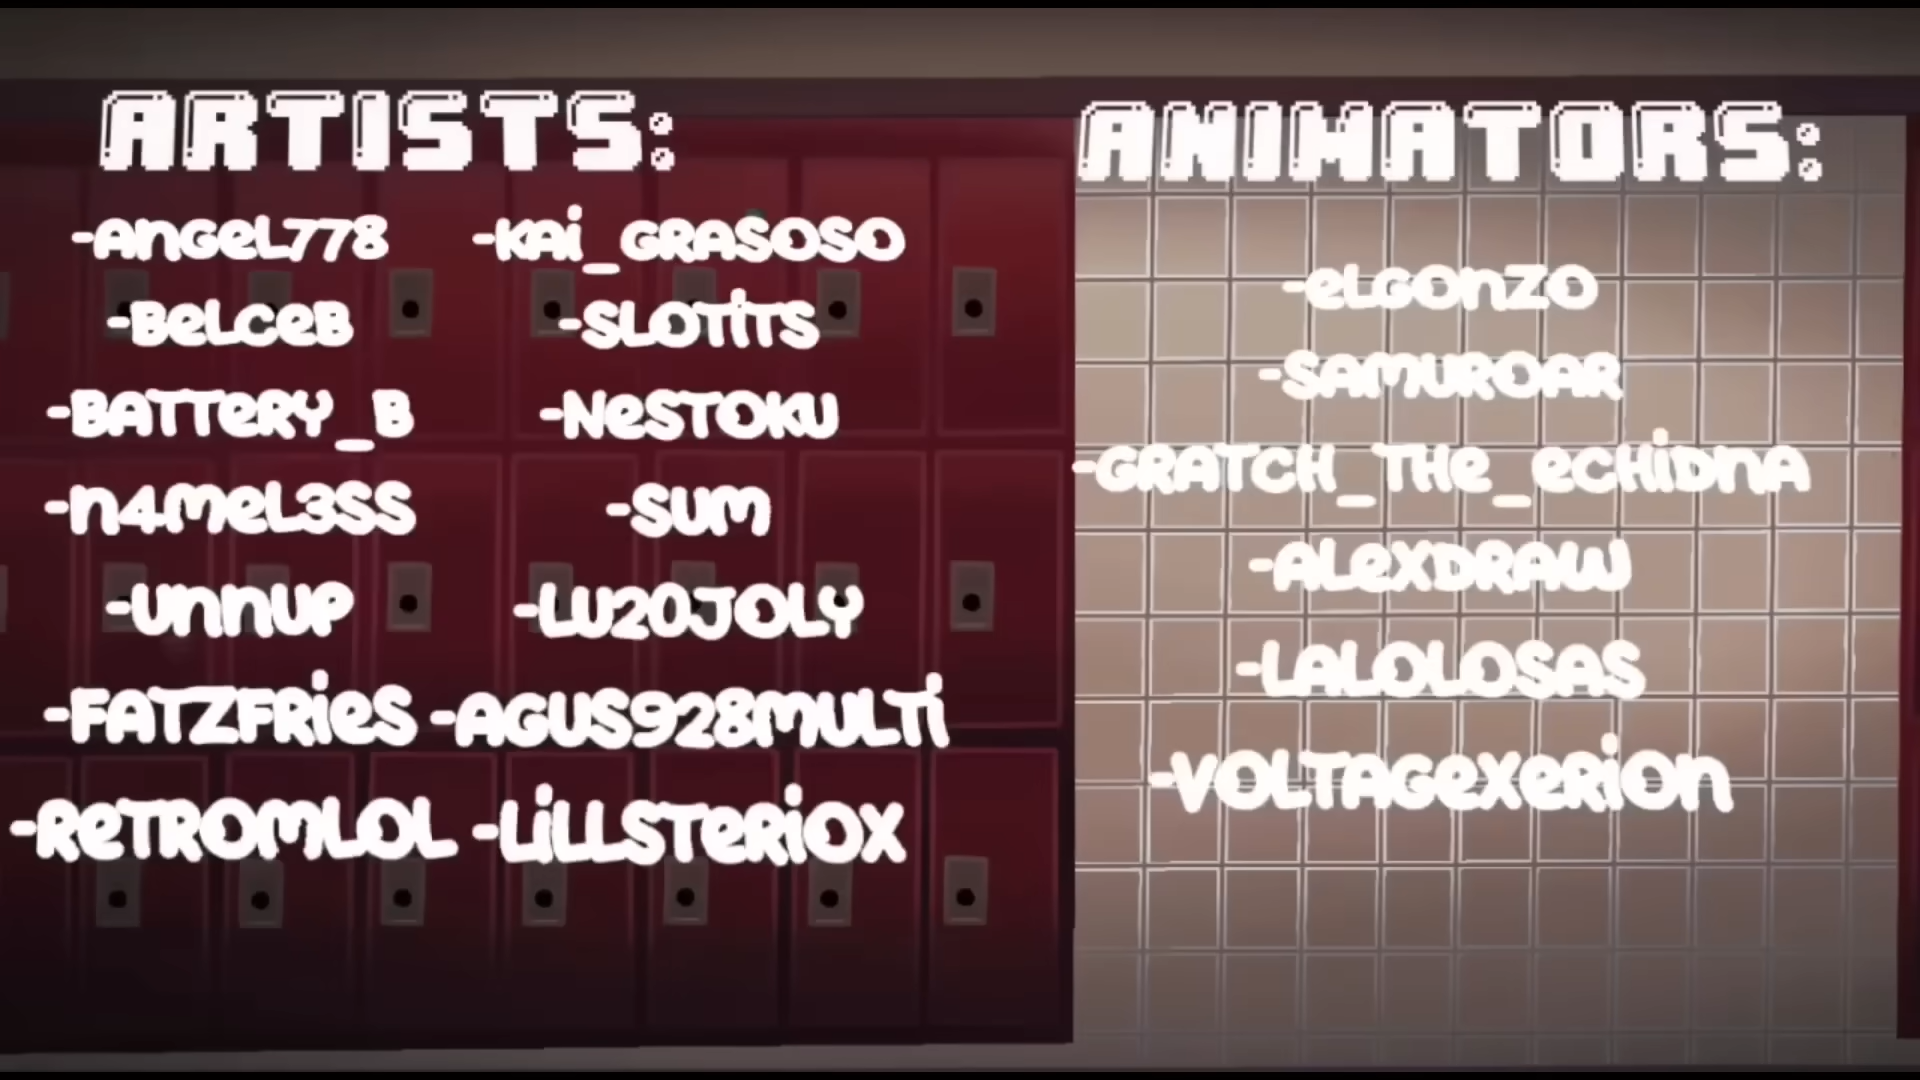 ARTISTS:
-ANGEL778
-BELCEB
-BATTERY_B
-N4MEL3SS
-UNNUP
-FATZFRIES
-RETROMLOL
-KAI_GRASOSO
-SLOTITS
-NESTOKU
-SUM
-LU20JOLY
-AGUS928MULTI
-LILLSTERIOX
ANIMATORS:
-ELGONZO
-SAMUROAR
-GRATCH_THE_ECHIDNA
-ALEXDRAW
-LALOLOSAS
-VOLTAGEXERION